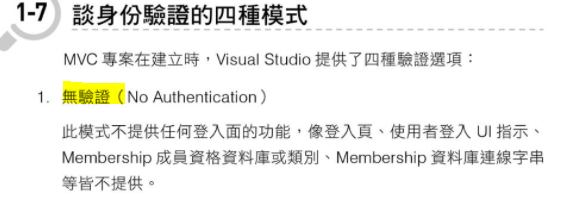 1-7 談身份驗證的四種模式
MVC 專案在建立時，Visual Studio 提供了四種驗證選項：
1. 無驗證（No Authentication）
此模式不提供任何登入面的功能，像登入頁、使用者登入 UI 指示、
Membership 成員資格資料庫或類別、Membership 資料庫連線字串
等皆不提供。